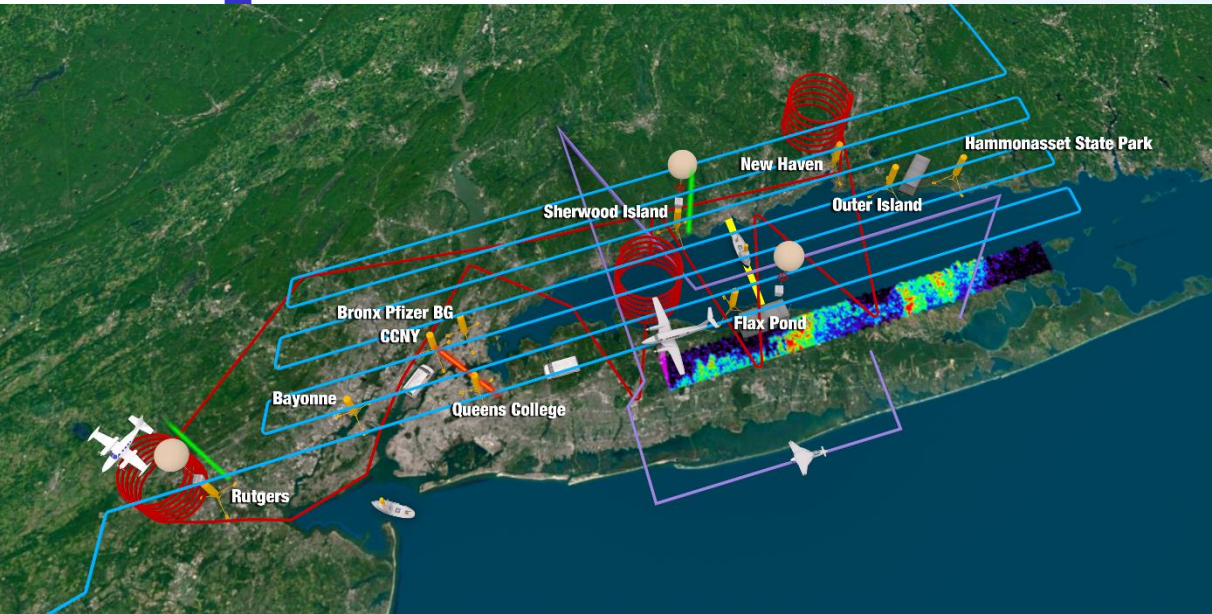 Hammonasset State Park
New Haven
Outer Island
Sherwood Island
Bronx Pfizer BG
CCNY
Flax Pond
Bayonne
Queens College
Rutgers